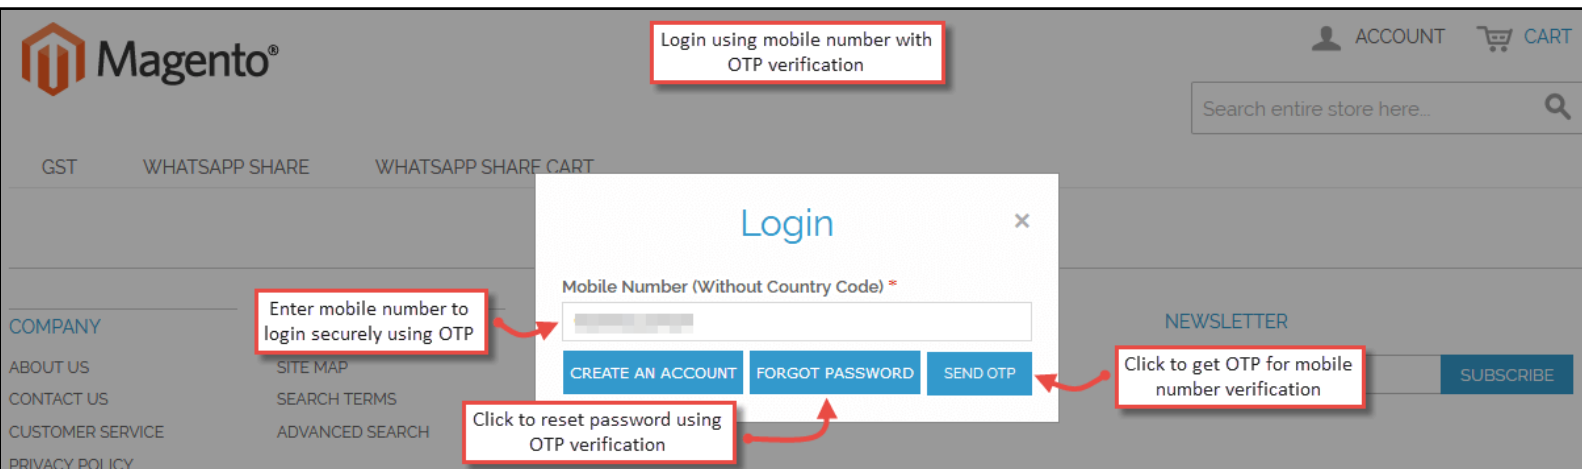 Magento®
Login using mobile number with
OTP verification
ACCOUNT
CART
Search entire store here...
GST
WHATSAPP SHARE
WHATSAPP SHARE CART
Login
×
Mobile Number (Without Country Code) *
Enter mobile number to
login securely using OTP
CREATE AN ACCOUNT
FORGOT PASSWORD
SEND OTP
Click to reset password using
OTP verification
Click to get OTP for mobile
number verification
COMPANY
ABOUT US
CONTACT US
CUSTOMER SERVICE
PRIVACY POLICY
SITE MAP
SEARCH TERMS
ADVANCED SEARCH
NEWSLETTER
SUBSCRIBE